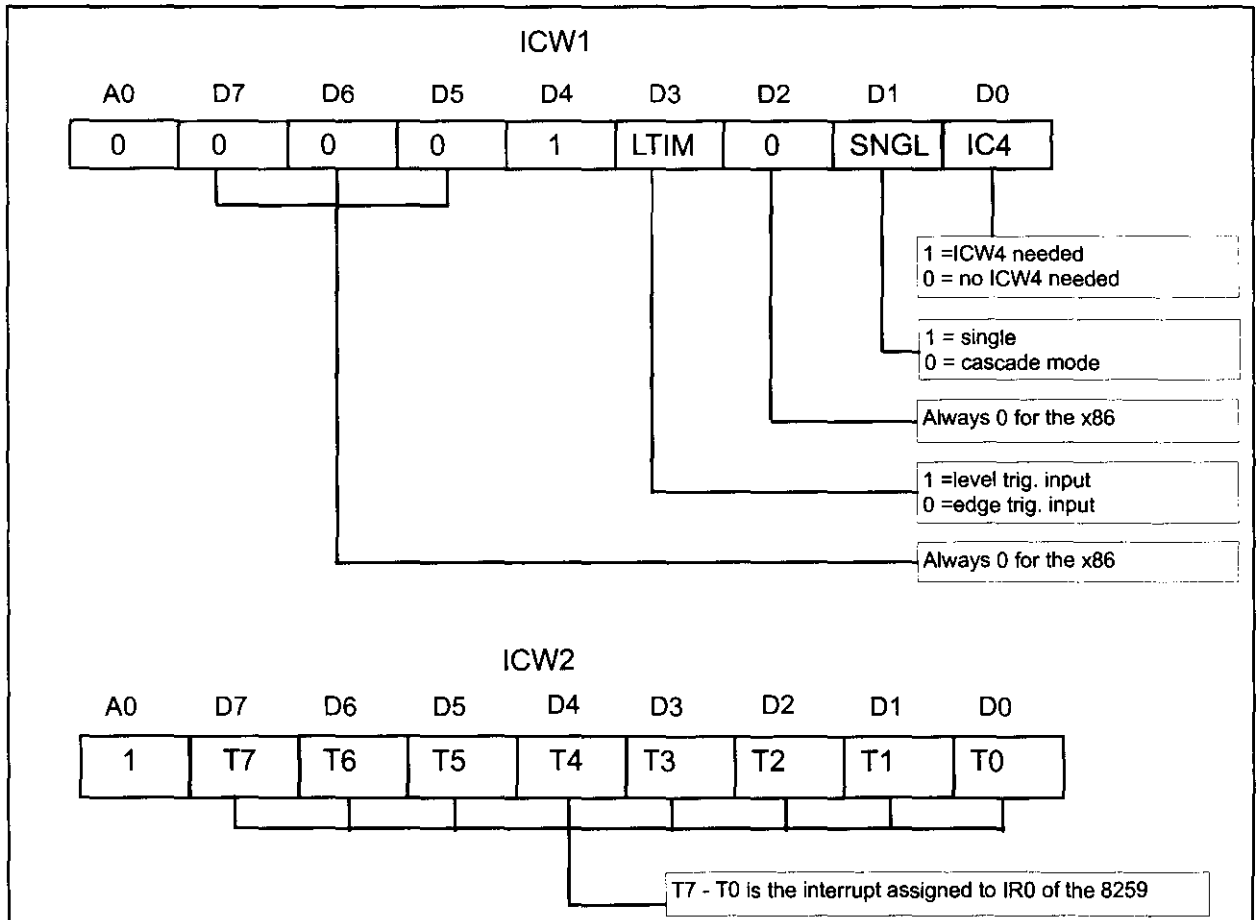 ICW1
A0 D7 D6 D5 D4 D3 D2 D1 D0
0 0 0 0 1 LTIM 0 SNGL IC4
1 =ICW4 needed
0 = no ICW4 needed
1 = single
0 = cascade mode
Always 0 for the x86
1 =level trig. input
0 =edge trig. input
Always 0 for the x86
ICW2
A0 D7 D6 D5 D4 D3 D2 D1 D0
1 T7 T6 T5 T4 T3 T2 T1 T0
T7 - T0 is the interrupt assigned to IR0 of the 8259